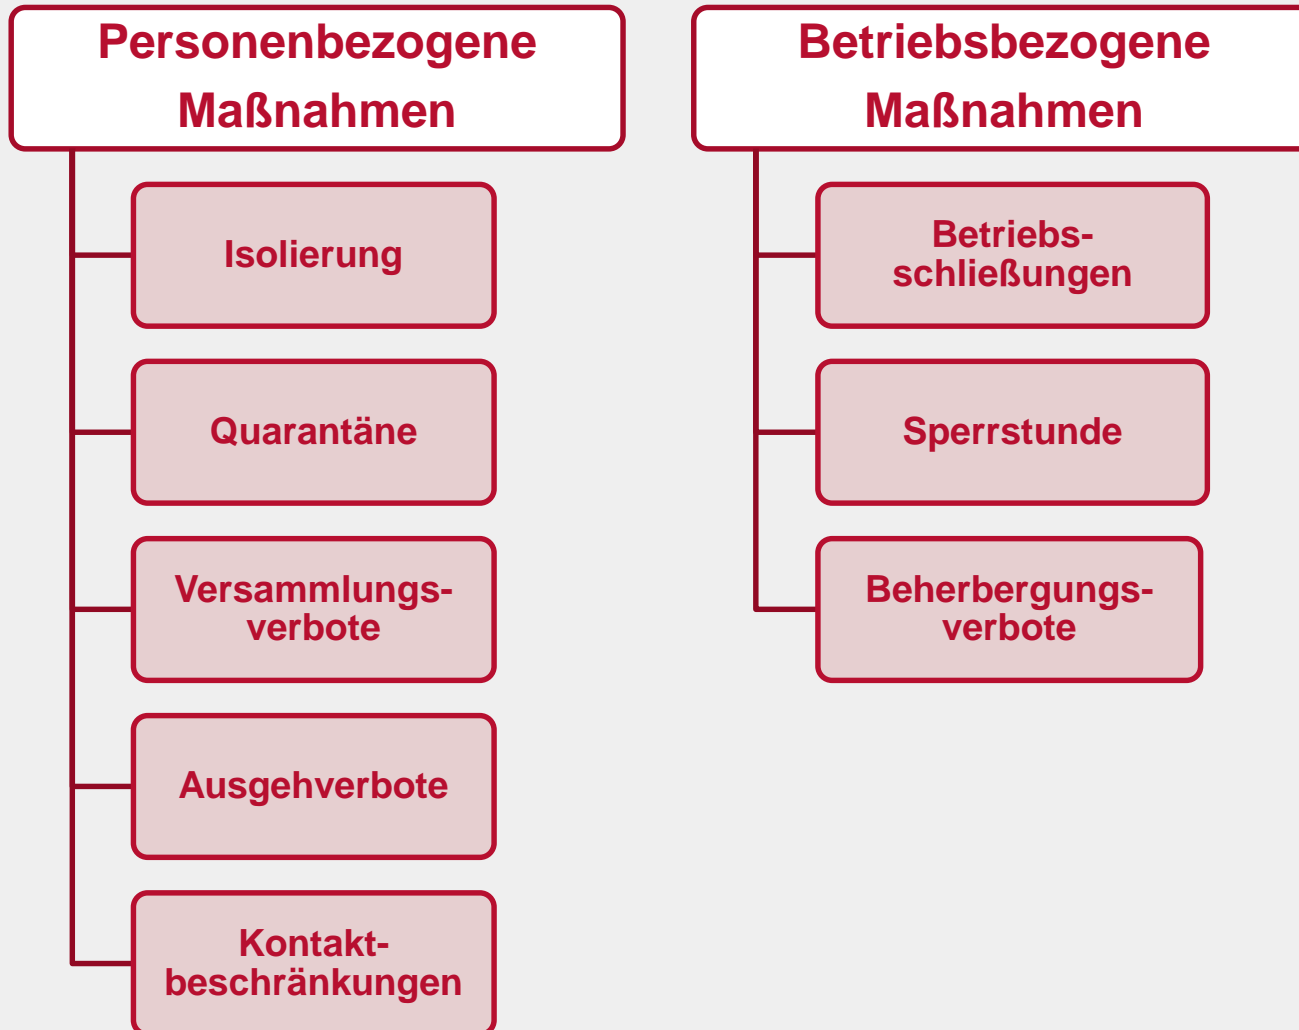 Personenbezogene
Maßnahmen
Isolierung
Quarantäne
Versammlungs-
verbote
Ausgehverbote
Kontakt-
beschränkungen
Betriebsbezogene
Maßnahmen
Betriebs-
schließungen
Sperrstunde
Beherbergungs-
verbote